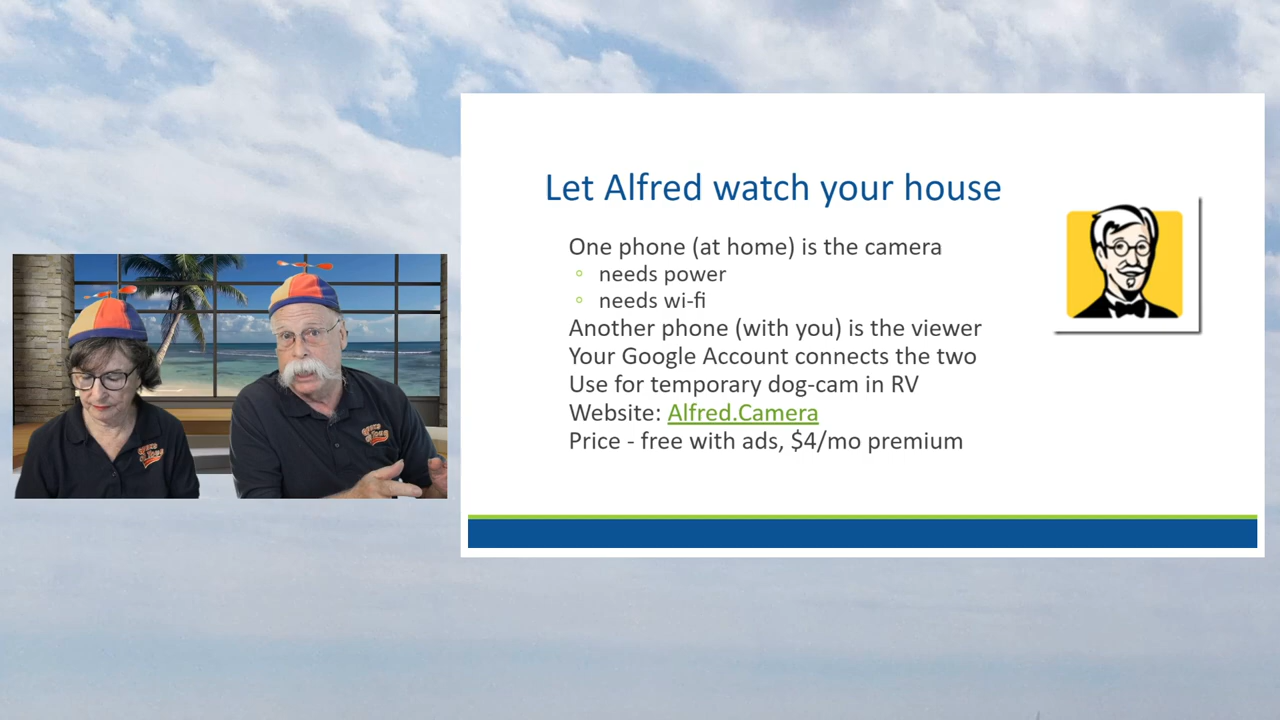 Let Alfred watch your house
One phone (at home) is the camera
needs power
needs wi-fi
Another phone (with you) is the viewer
Your Google Account connects the two
Use for temporary dog-cam in RV
Website: Alfred.Camera
Price - free with ads, $4/mo premium